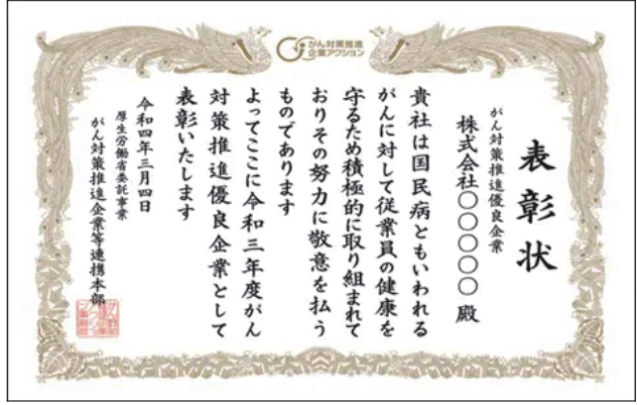 がん対策推進
企業アクション
表彰状
がん対策推進優良企業
株式会社〇〇〇〇〇〇 殿
貴社は国民病ともいわれる
がんに対して従業員の健康を
守るため積極的に取り組まれて
おりその努力に敬意を払う
ものであります
よってここに令和三年度がん
対策推進優良企業として
表彰いたします
令和四年三月四日
厚生労働省委託事業
がん対策推進企業等連携本部